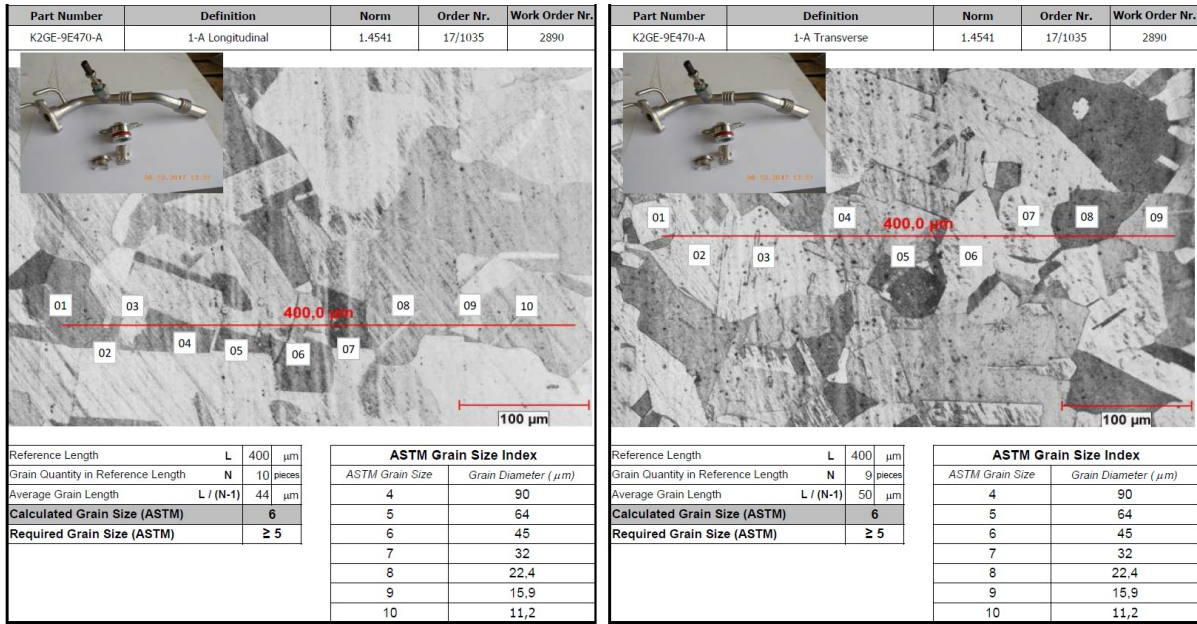 Part Number Definition Norm Order Nr. Work Order Nr.
K2GE-9E470-A 1-A Longitudinal 1.4541 17/1035 2890
01 03 08 09 10
400,0 µm
02 04 05 06 07
100 µm
Reference Length L 400 µm
Grain Quantity in Reference Length N 10 pieces
Average Grain Length L / (N-1) 44 µm
Calculated Grain Size (ASTM) 6
Required Grain Size (ASTM) ≥ 5
ASTM Grain Size Index
ASTM Grain Size Grain Diameter (µm)
4 90
5 64
6 45
7 32
8 22,4
9 15,9
10 11,2
Part Number Definition Norm Order Nr. Work Order Nr.
K2GE-9E470-A 1-A Transverse 1.4541 17/1035 2890
01 04 07 08 09
400,0 µm
02 03 05 06
100 µm
Reference Length L 400 µm
Grain Quantity in Reference Length N 9 pieces
Average Grain Length L / (N-1) 50 µm
Calculated Grain Size (ASTM) 6
Required Grain Size (ASTM) ≥ 5
ASTM Grain Size Index
ASTM Grain Size Grain Diameter (µm)
4 90
5 64
6 45
7 32
8 22,4
9 15,9
10 11,2